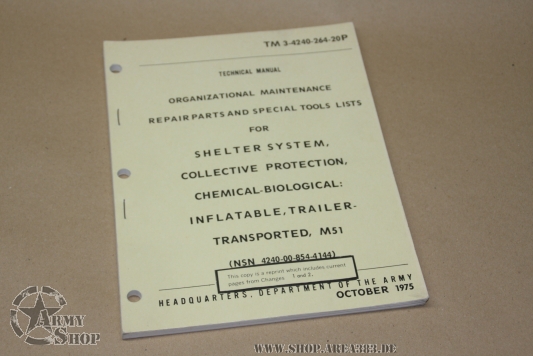 TM 3-4240-264-20P
TECHNICAL MANUAL
ORGANIZATIONAL MAINTENANCE
REPAIR PARTS AND SPECIAL TOOLS LISTS
FOR
SHELTER SYSTEM,
COLLECTIVE PROTECTION,
CHEMICAL-BIOLOGICAL:
INFLATABLE, TRAILER-
TRANSPORTED, M51
(NSN 4240-00-854-4144)
This copy is a reprint which includes current
pages from Changes 1 and 2.
HEADQUARTERS, DEPARTMENT OF THE ARMY
OCTOBER 1975
ARMY
SHOP
WWW.SHOP.AREA283.DE